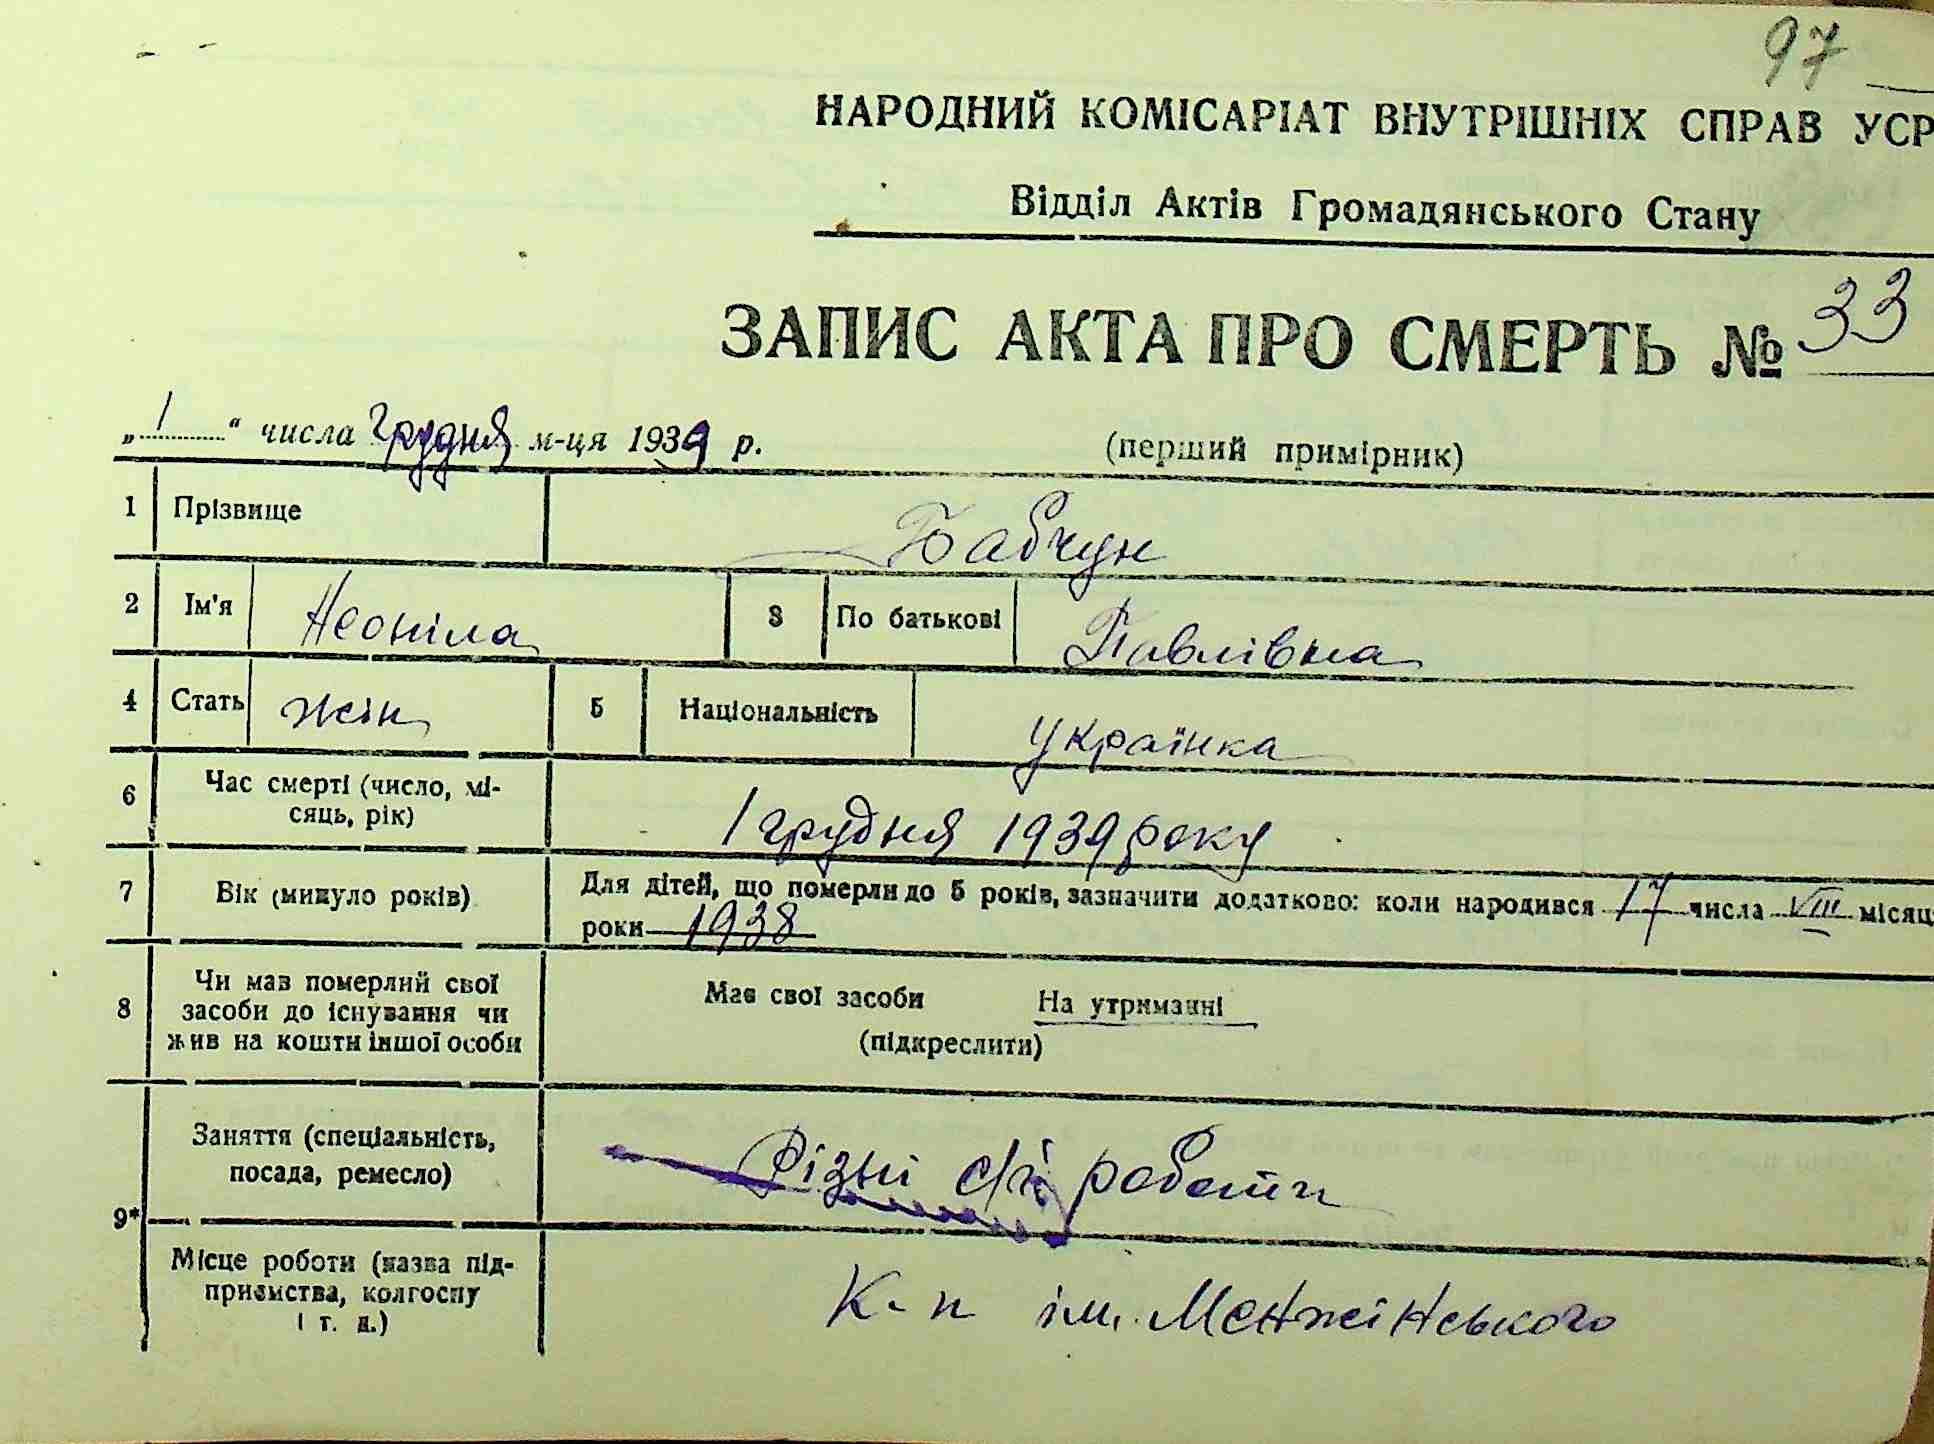 97
НАРОДНИЙ КОМІСАРІАТ ВНУТРІШНІХ СПРАВ УСР
Відділ Актів Громадянського Стану
ЗАПИС АКТА ПРО СМЕРТЬ № 33
„1“ числа Грудня м-ця 1939 р. (перший примірник)
1 Прізвище Бабчук
2 Ім'я Неоніла 3 По батькові Павлівна
4 Стать жін 5 Національність українка
6 Час смерті (число, мі-
сяць, рік) 1 грудня 1939 року
7 Вік (минуло років) Для дітей, що померли до 5 років, зазначити додатково: коли народився 17 числа VIII місяц
роки 1938
8 Чи мав померлий свої
засоби до існування чи
жив на кошти іншої особи
Має свої засоби На утриманні
(підкреслити)
9*
Заняття (спеціальність,
посада, ремесло) Різні с/г роботи
Місце роботи (назва під-
приємства, колгоспу
і т. д.) К-п ім. Менжінського